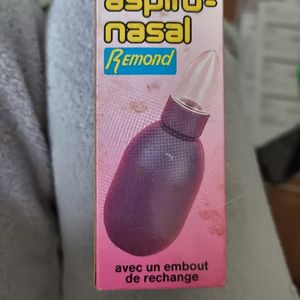 aspiro-
nasal
Remond
avec un embout
de rechange